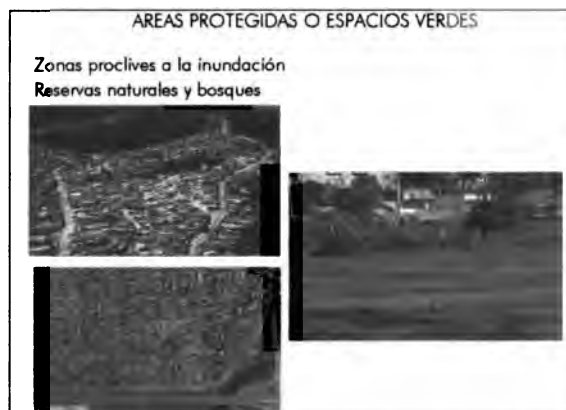 AREAS PROTEGIDAS O ESPACIOS VERDES
Zonas proclives a la inundación
Reservas naturales y bosques